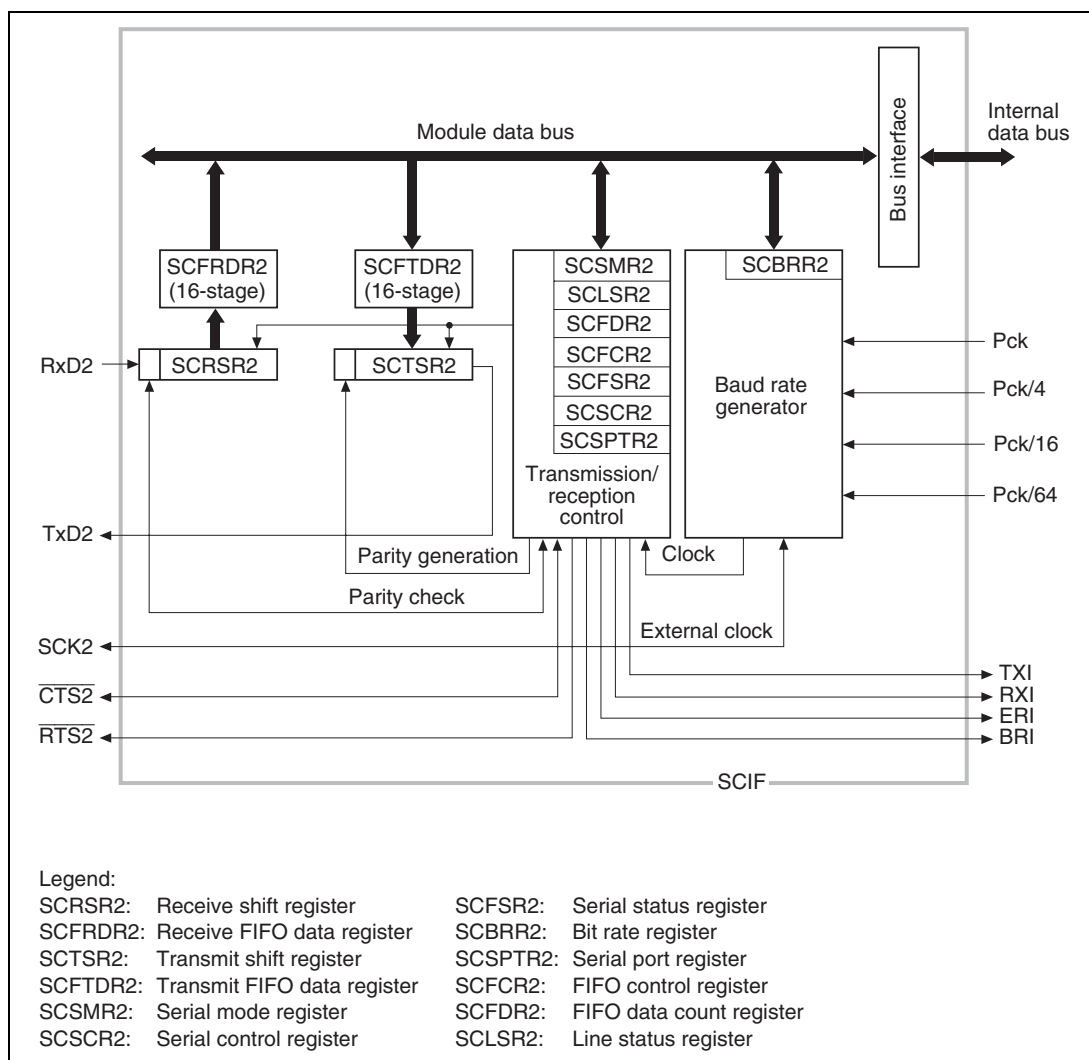 Module data bus
Bus interface
Internal
data bus
SCFRDR2
(16-stage)
SCFTDR2
(16-stage)
SCSMR2
SCLSR2
SCFDR2
SCFCR2
SCFSR2
SCSCR2
SCSPTR2
Transmission/
reception
control
SCBRR2
Baud rate
generator
RxD2
SCRSR2
SCTSR2
Pck
Pck/4
Pck/16
Pck/64
TxD2
Parity generation
Clock
Parity check
SCK2
External clock
CTS2
RTS2
TXI
RXI
ERI
BRI
SCIF
Legend:
SCRSR2: Receive shift register
SCFRDR2: Receive FIFO data register
SCTSR2: Transmit shift register
SCFTDR2: Transmit FIFO data register
SCSMR2: Serial mode register
SCSCR2: Serial control register
SCFSR2: Serial status register
SCBRR2: Bit rate register
SCSPTR2: Serial port register
SCFCR2: FIFO control register
SCFDR2: FIFO data count register
SCLSR2: Line status register